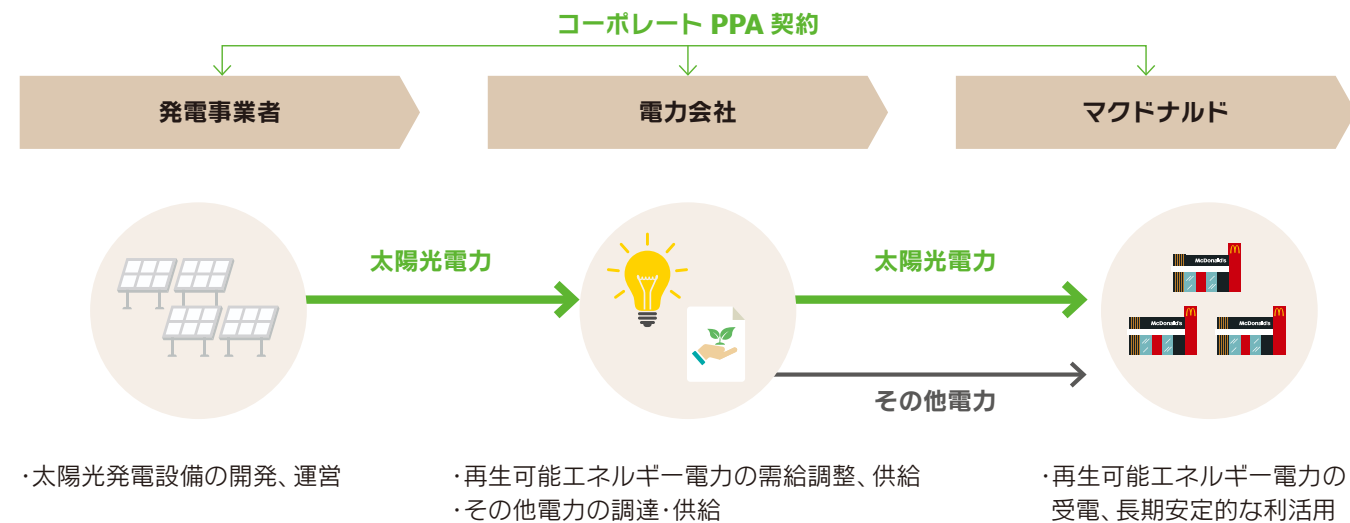 コーポレート PPA 契約
発電事業者
電力会社
マクドナルド
太陽光電力
太陽光電力
McDonald's
McDonald's
McDonald's
その他電力
・太陽光発電設備の開発、運営
・再生可能エネルギー電力の需給調整、供給
・その他電力の調達・供給
・再生可能エネルギー電力の
受電、長期安定的な利活用